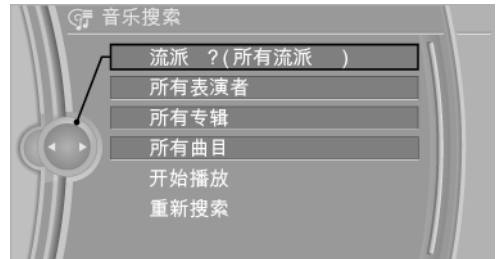 音乐搜索
流派 ?(所有流派 )
所有表演者
所有专辑
所有曲目
开始播放
重新搜索